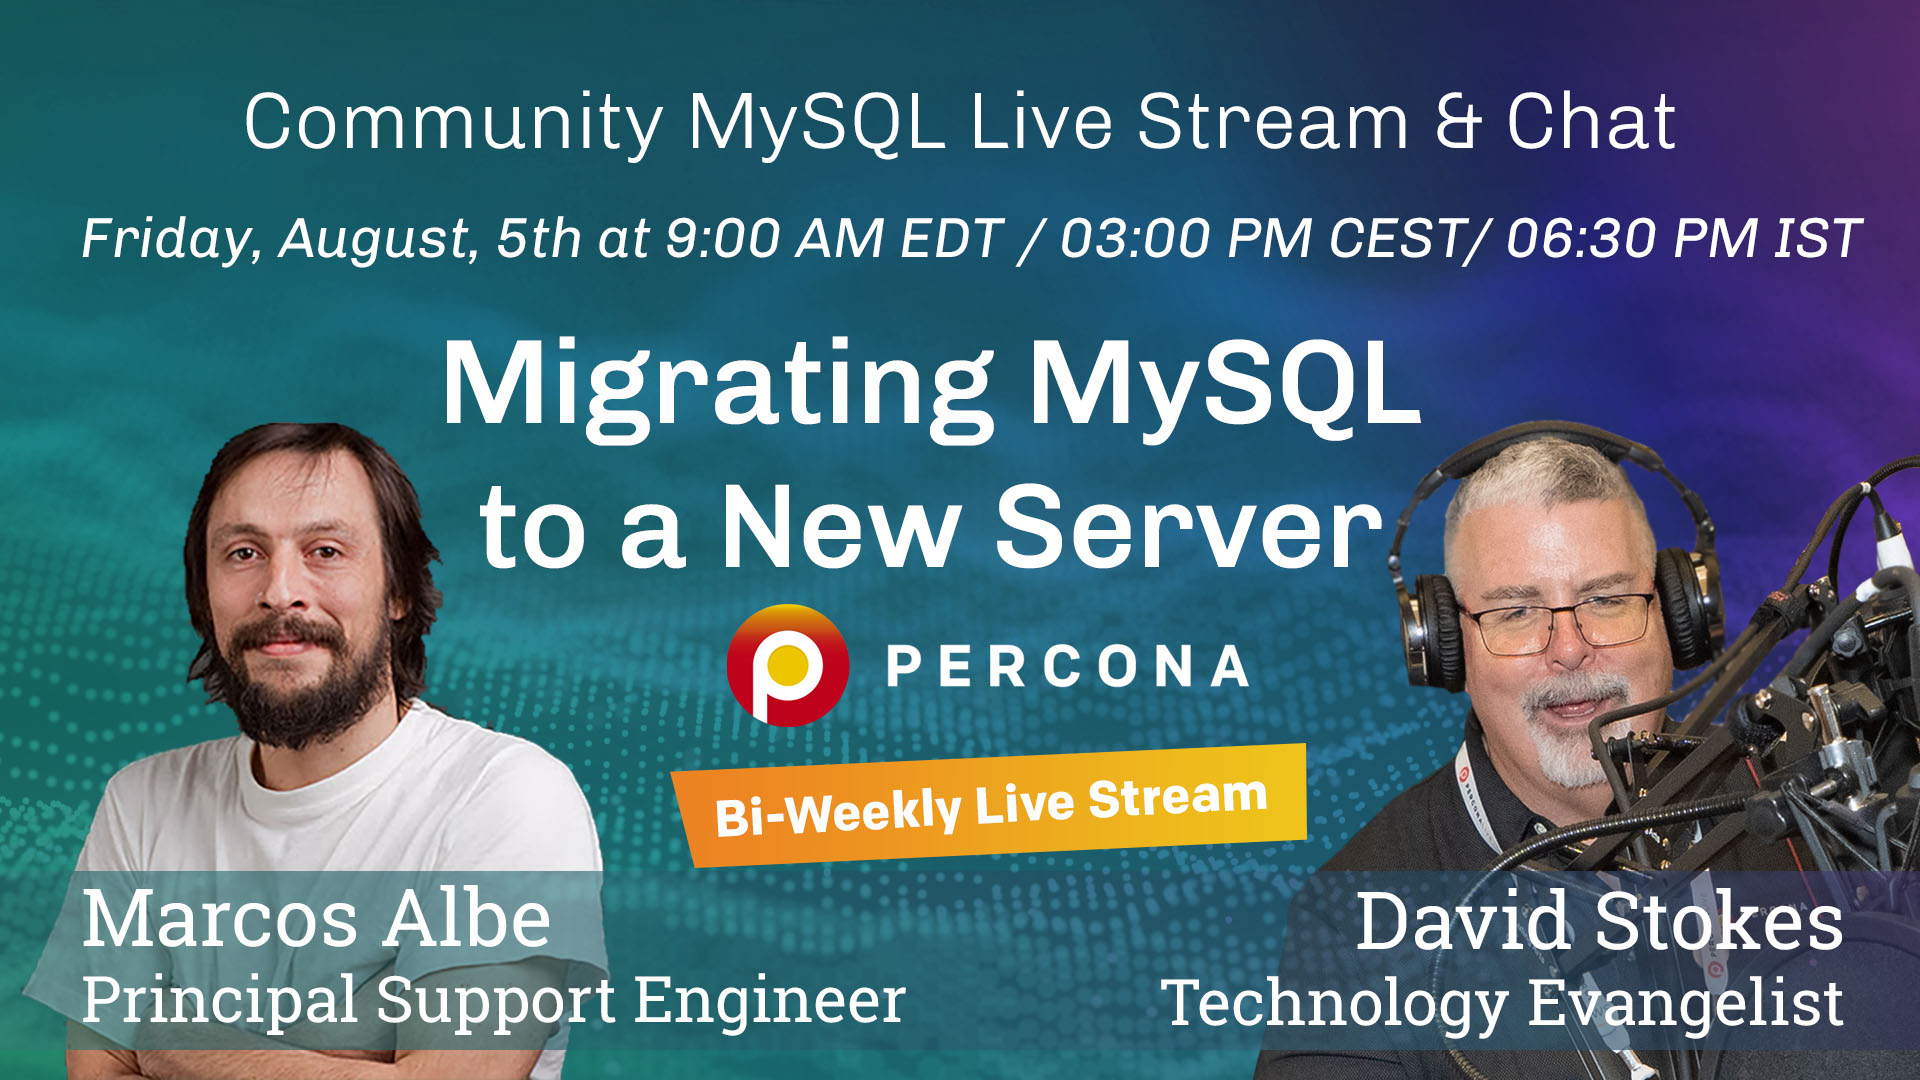 Community MySQL Live Stream & Chat
Friday, August, 5th at 9:00 AM EDT / 03:00 PM CEST/ 06:30 PM IST
Migrating MySQL
to a New Server
PERCONA
Bi-Weekly Live Stream
Marcos Albe
Principal Support Engineer
David Stokes
Technology Evangelist
PERCONA